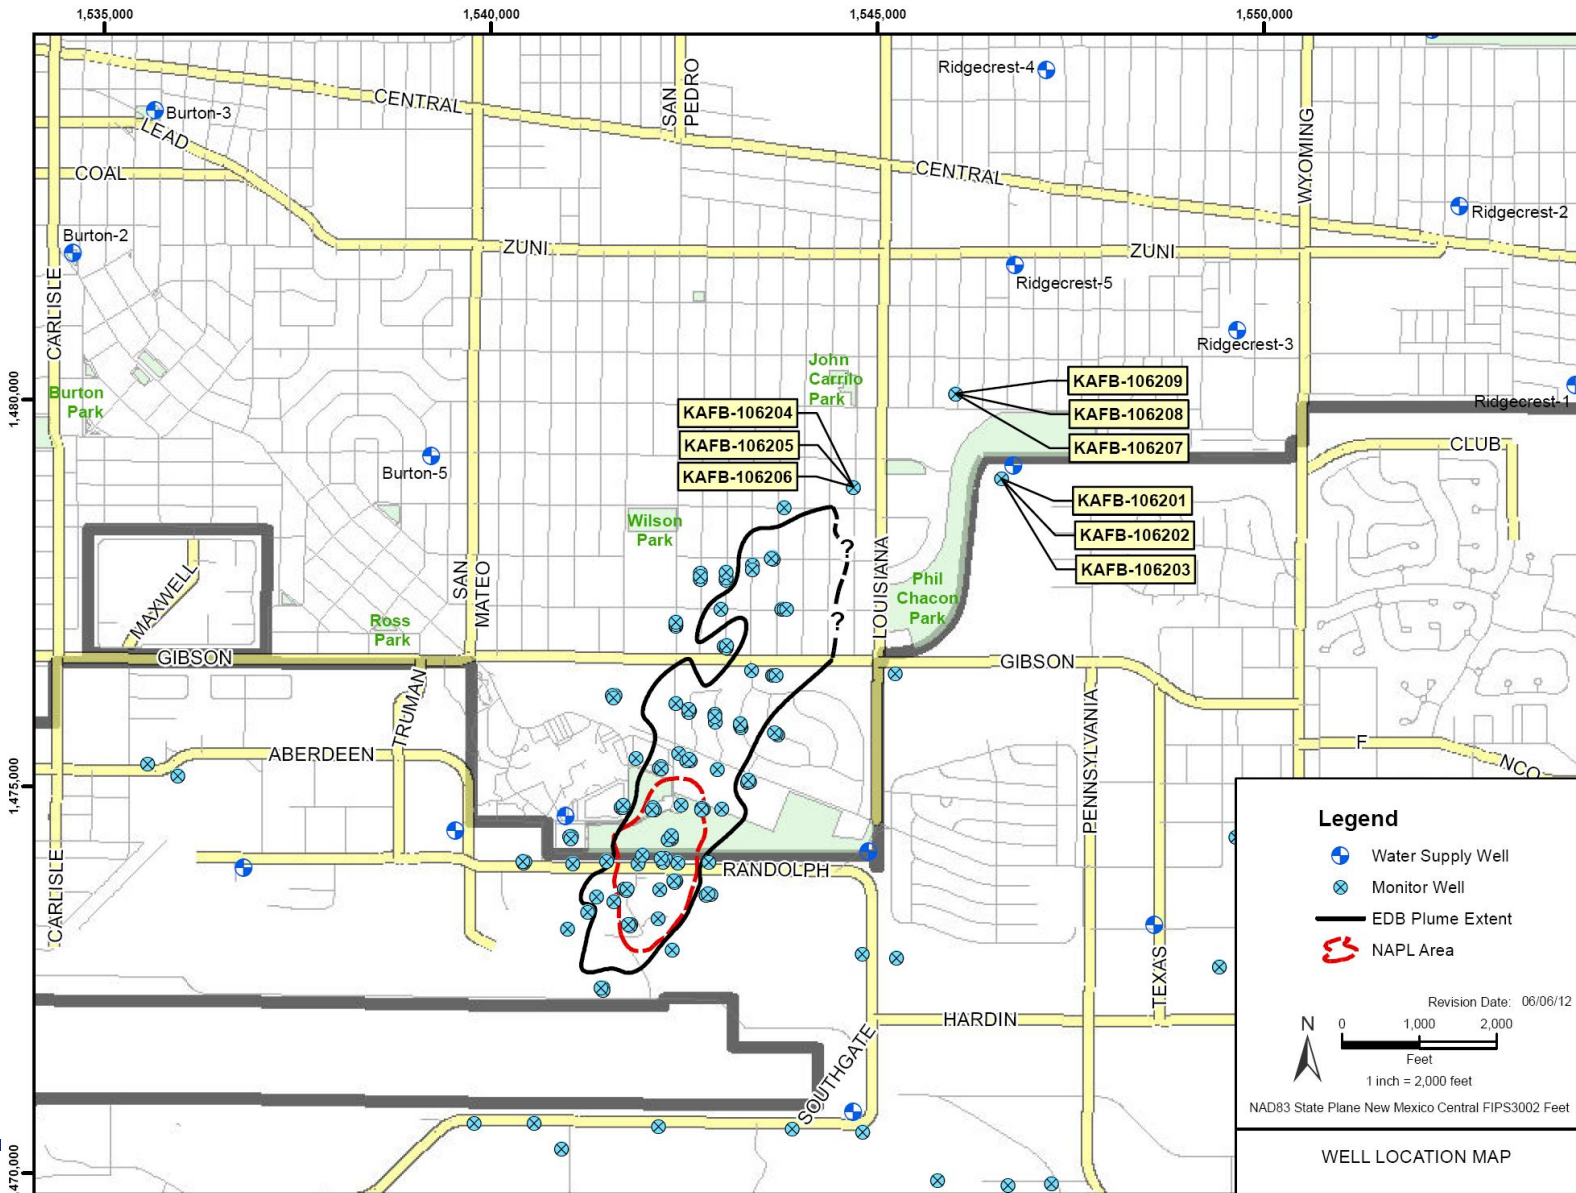 1,535,000
1,540,000
1,545,000
1,550,000
1,480,000
1,475,000
470,000
CENTRAL
SAN
PEDRO
Ridgecrest-4
Burton-3
LEAD
COAL
CENTRAL
WYOMING
Ridgecrest-2
Burton-2
ZUNI
ZUNI
CARLISLE
Ridgecrest-5
Ridgecrest-3
John
Carrilo
Park
Burton
Park
KAFB-106209
KAFB-106208
KAFB-106207
Ridgecrest-1
KAFB-106204
KAFB-106205
KAFB-106206
CLUB
Burton-5
KAFB-106201
KAFB-106202
KAFB-106203
Wilson
Park
?
?
LOUISIANA
Phil
Chacon
Park
SAN
MATEO
MAXWELL
Ross
Park
GIBSON
GIBSON
TRUMAN
ABERDEEN
PENNSYLVANIA
F
NCO
RANDOLPH
CARLISLE
TEXAS
HARDIN
SOUTHGATE
Legend
Water Supply Well
Monitor Well
EDB Plume Extent
NAPL Area
Revision Date: 06/06/12
N
0 1,000 2,000
Feet
1 inch = 2,000 feet
NAD83 State Plane New Mexico Central FIPS3002 Feet
WELL LOCATION MAP